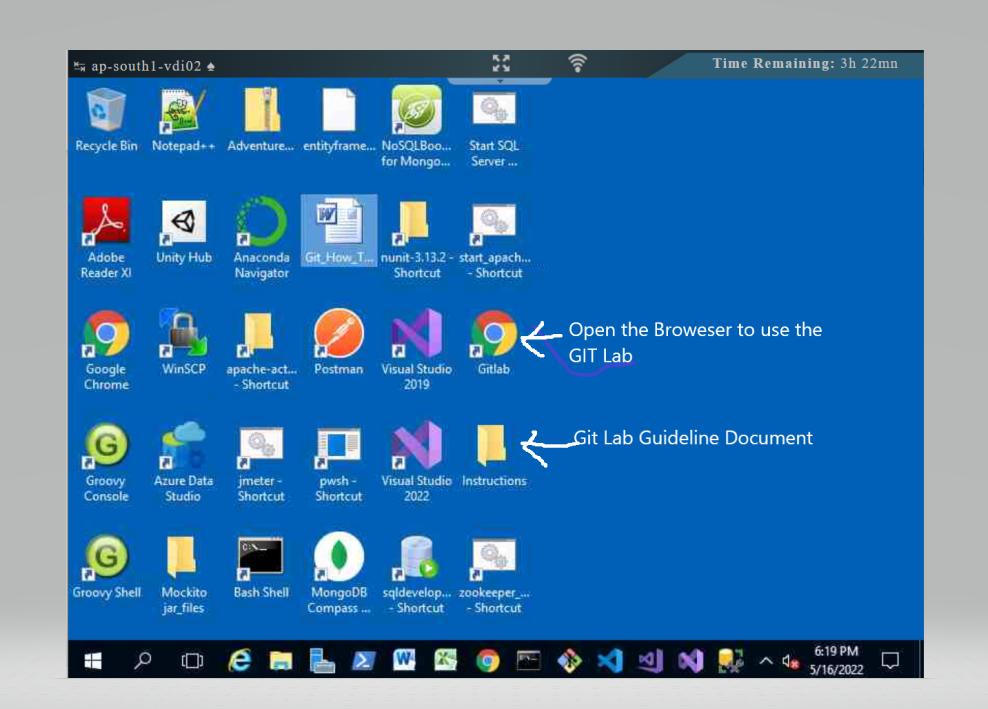 ap-south1-vdi02
Time Remaining: 3h 22mn
Recycle Bin
Notepad++
Adventure...
entityframe...
NoSQLBoo...
for Mongo...
Start SQL
Server ...
Adobe
Reader XI
Unity Hub
Anaconda
Navigator
Git_How_T...
nunit-3.13.2 -
Shortcut
start_apach...
- Shortcut
Google
Chrome
WinSCP
apache-act...
- Shortcut
Postman
Visual Studio
2019
Gitlab
Open the Broweser to use the
GIT Lab
Groovy
Console
Azure Data
Studio
jmeter -
Shortcut
pwsh -
Shortcut
Visual Studio
2022
Instructions
Git Lab Guideline Document
Groovy Shell
Mockito
jar_files
Bash Shell
MongoDB
Compass ...
sqldevelop...
- Shortcut
zookeeper_...
- Shortcut
6:19 PM
5/16/2022